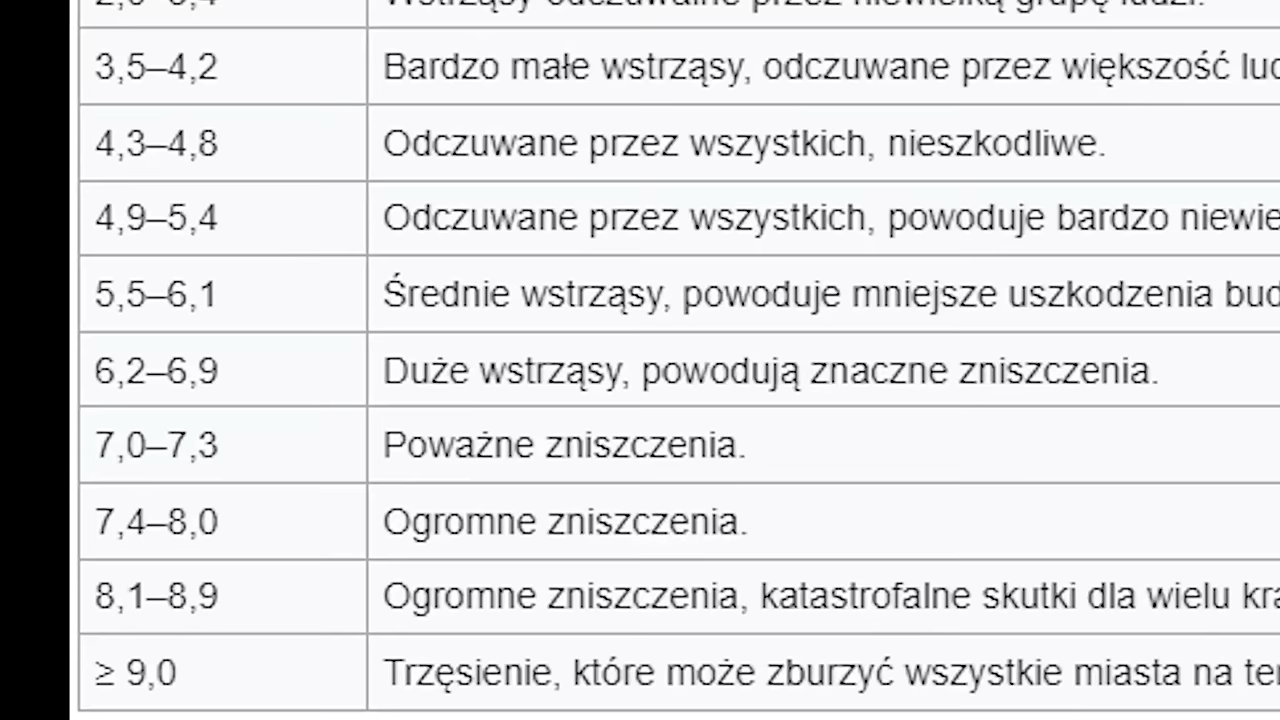 3,5–4,2 Bardzo małe wstrząsy, odczuwane przez większość
4,3–4,8 Odczuwane przez wszystkich, nieszkodliwe.
4,9–5,4 Odczuwane przez wszystkich, powoduje bardzo
5,5–6,1 Średnie wstrząsy, powoduje mniejsze uszkodzenia
6,2–6,9 Duże wstrząsy, powodują znaczne zniszczenia.
7,0–7,3 Poważne zniszczenia.
7,4–8,0 Ogromne zniszczenia.
8,1–8,9 Ogromne zniszczenia, katastrofalne skutki dla wielu
≥ 9,0 Trzęsienie, które może zburzyć wszystkie miasta na